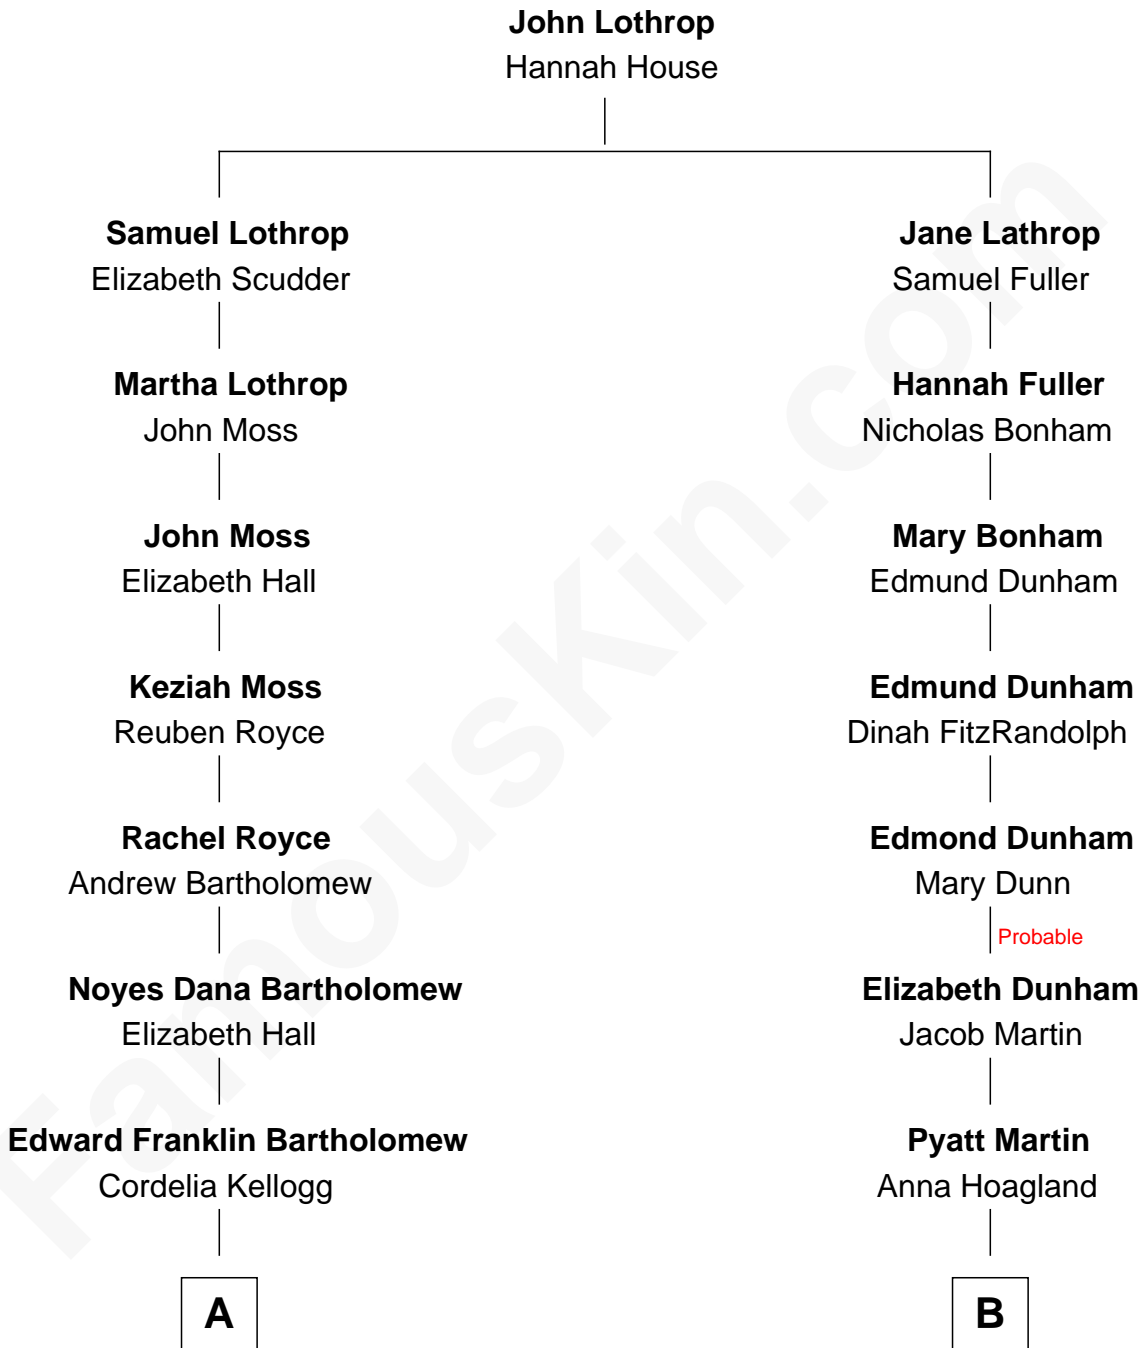 John Lothrop
Hannah House
Samuel Lothrop
Elizabeth Scudder
Martha Lothrop
John Moss
John Moss
Elizabeth Hall
Keziah Moss
Reuben Royce
Rachel Royce
Andrew Bartholomew
Noyes Dana Bartholomew
Elizabeth Hall
Edward Franklin Bartholomew
Cordelia Kellogg
A
Jane Lathrop
Samuel Fuller
Hannah Fuller
Nicholas Bonham
Mary Bonham
Edmund Dunham
Edmund Dunham
Dinah FitzRandolph
Edmond Dunham
Mary Dunn
Probable
Elizabeth Dunham
Jacob Martin
Pyatt Martin
Anna Hoagland
B
FamousKin.com